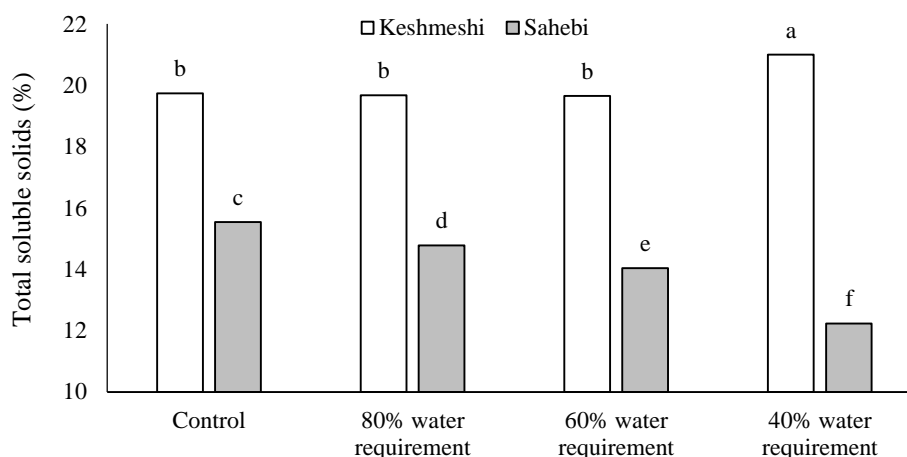 Total soluble solids (%)
22
20
18
16
14
12
10
Keshmeshi Sahebi
b b b a
c d e f
Control 80% water requirement 60% water requirement 40% water requirement